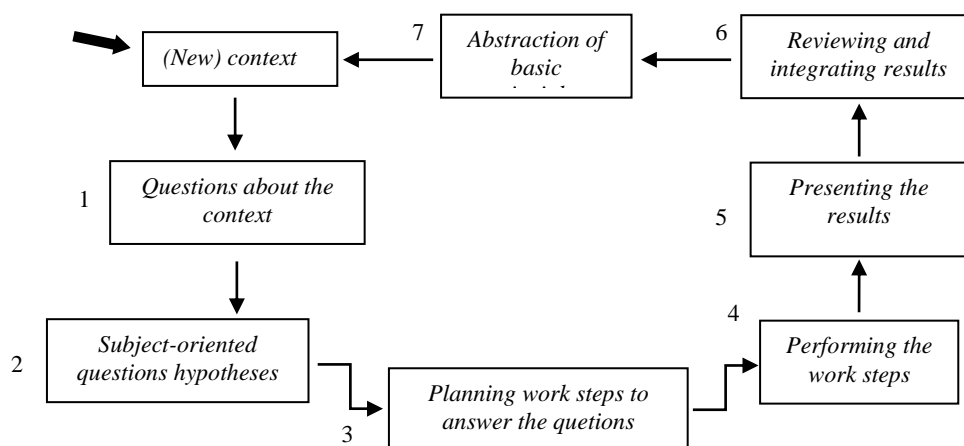 (New) context
7
Abstraction of
basic
6
Reviewing and
integrating results
1
Questions about the
context
5
Presenting the
results
2
Subject-oriented
questions hypotheses
3
Planning work steps to
answer the quetions
4
Performing the
work steps